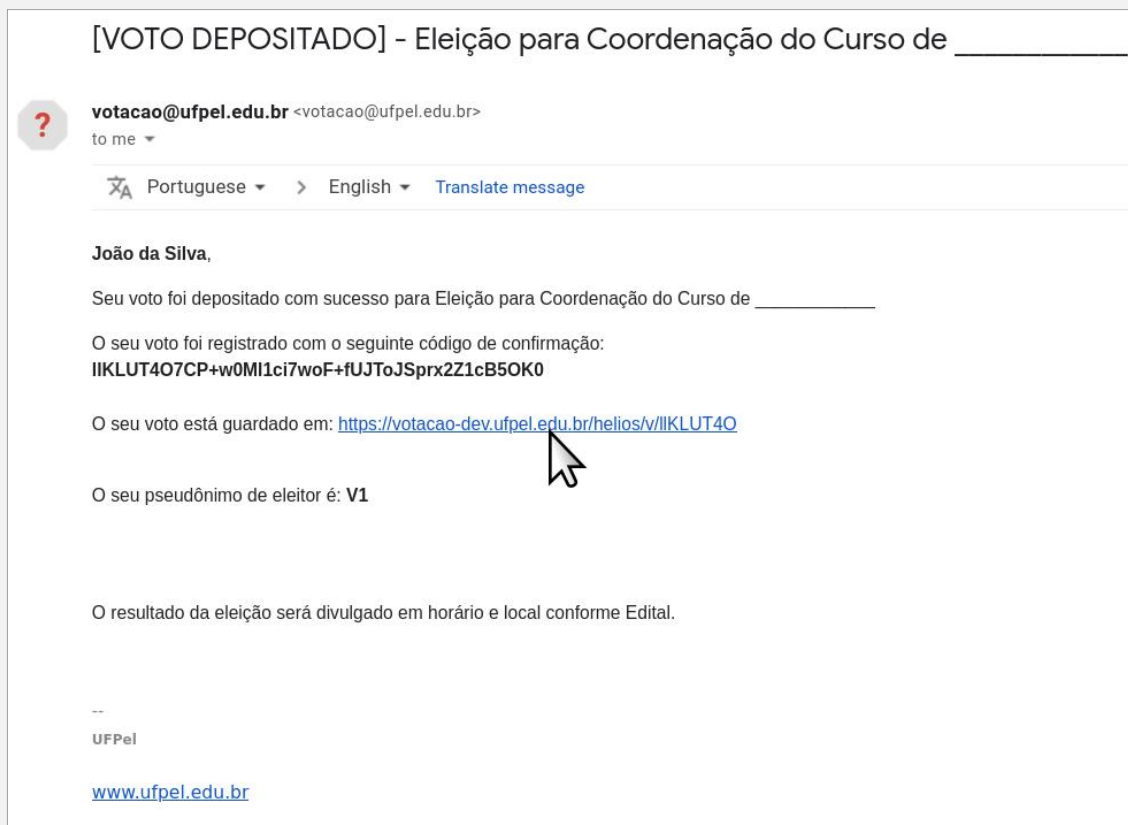 [VOTO DEPOSITADO] - Eleição para Coordenação do Curso de ____________
?
votacao@ufpel.edu.br <votacao@ufpel.edu.br>
to me
Portuguese > English Translate message
João da Silva,
Seu voto foi depositado com sucesso para Eleição para Coordenação do Curso de ____________
O seu voto foi registrado com o seguinte código de confirmação:
lIKLUT4O7CP+w0MI1ci7woF+fUJToJSprx2Z1cB5OK0
O seu voto está guardado em: https://votacao-dev.ufpel.edu.br/helios/v/lIKLUT4O
O seu pseudônimo de eleitor é: V1
O resultado da eleição será divulgado em horário e local conforme Edital.
--
UFPel
www.ufpel.edu.br